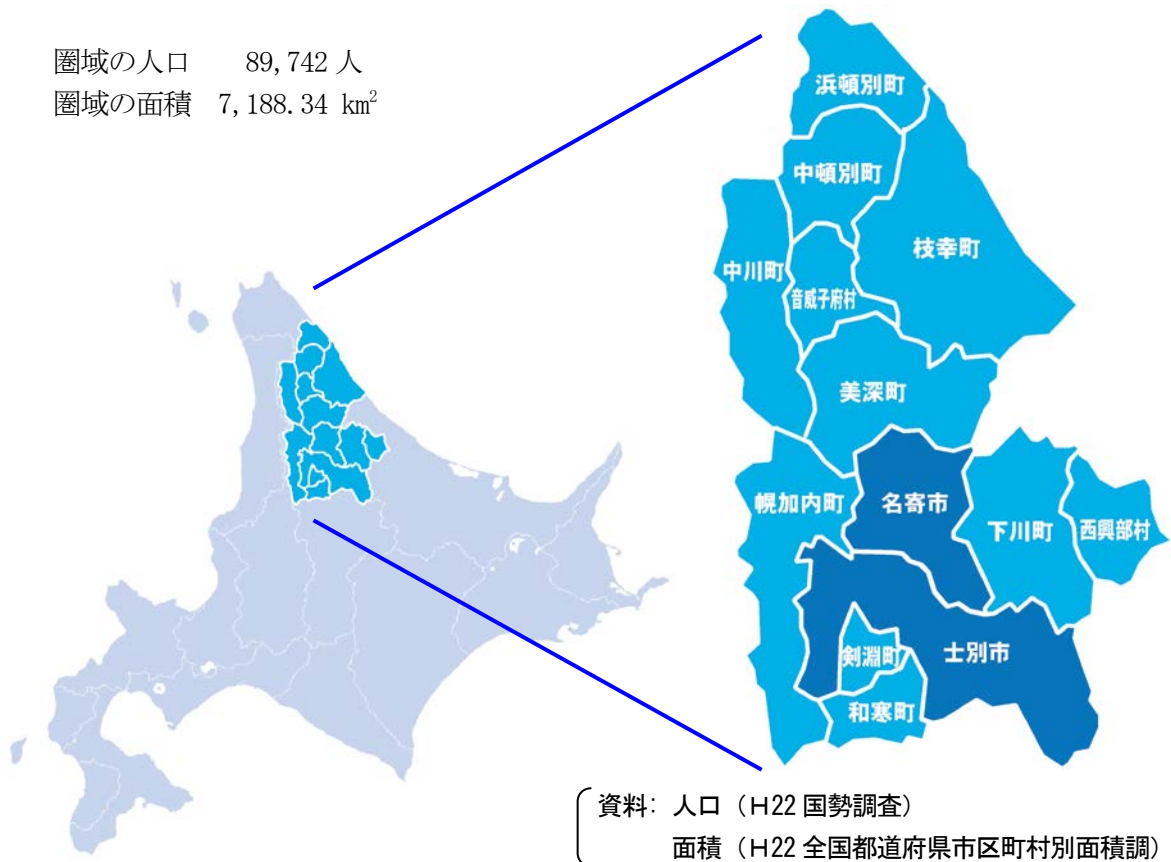 圏域の人口 89,742 人
圏域の面積 7,188.34 km²
浜頓別町
中頓別町
枝幸町
中川町
音威子府村
美深町
幌加内町
名寄市
下川町
西興部村
剣淵町
士別市
和寒町
資料: 人口 (H22 国勢調査)
面積 (H22 全国都道府県市区町村別面積調)